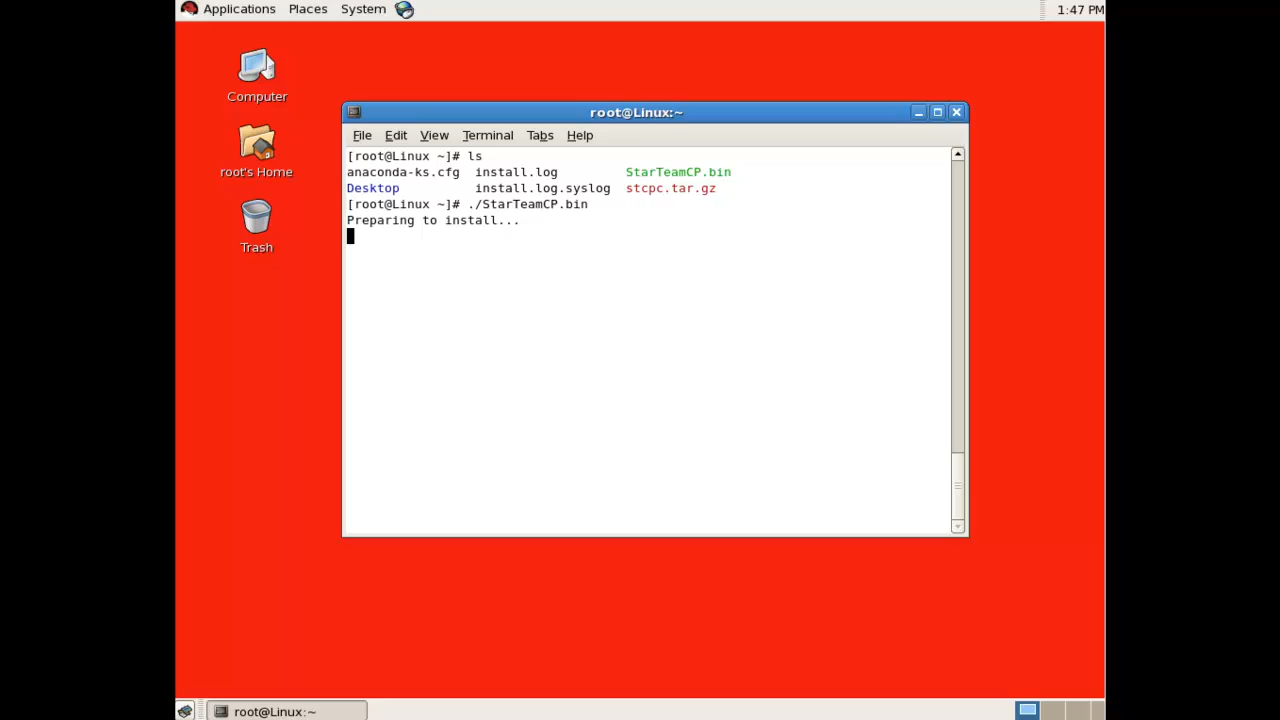 Applications Places System 1:47 PM
Computer
root's Home
Trash
root@Linux:~
File Edit View Terminal Tabs Help
[root@Linux ~]# ls
anaconda-ks.cfg install.log StarTeamCP.bin
Desktop install.log.syslog stcpc.tar.gz
[root@Linux ~]# ./StarTeamCP.bin
Preparing to install...
root@Linux:~